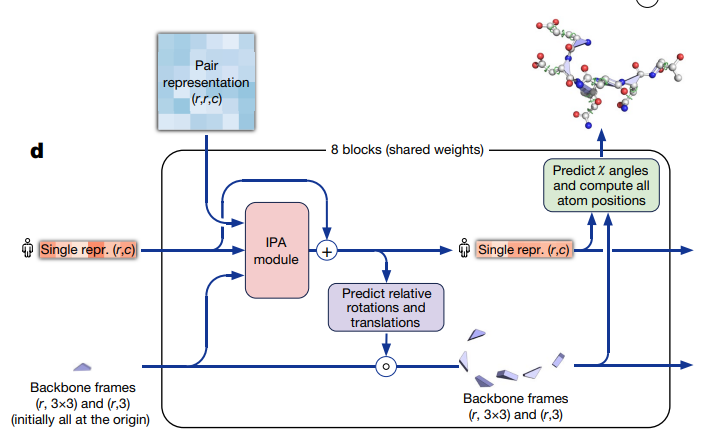 Pair
representation
(r,r,c)
d
8 blocks (shared weights)
Predict χ angles
and compute all
atom positions
Single repr. (r,c)
IPA
module
+
Single repr. (r,c)
Predict relative
rotations and
translations
Backbone frames
(r, 3×3) and (r,3)
(initially all at the origin)
Backbone frames
(r, 3×3) and (r,3)